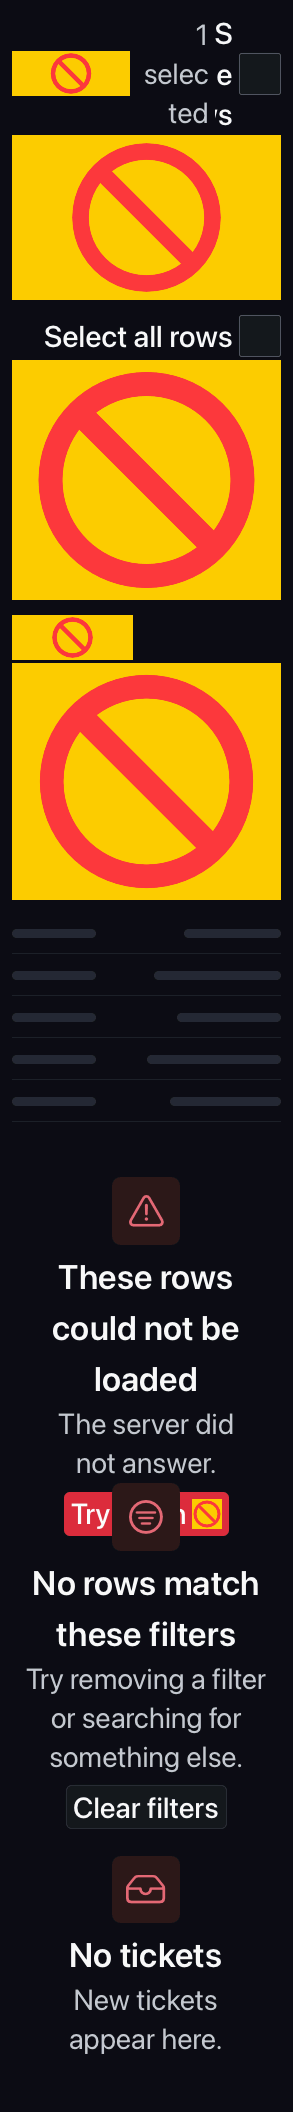 1 S
selec e
ted s
Select all rows
These rows
could not be
loaded
The server did
not answer.
Try
No rows match
these filters
Try removing a filter
or searching for
something else.
Clear filters
No tickets
New tickets
appear here.